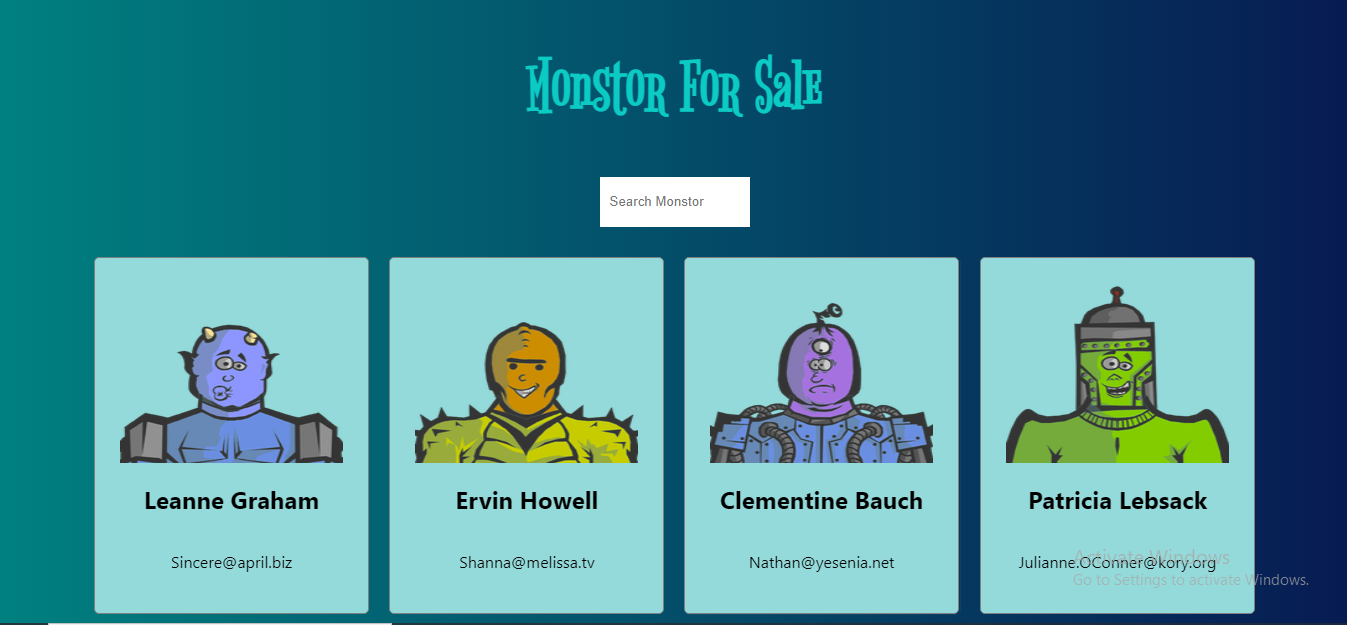 Monstor For Sale
Search Monstor
Leanne Graham
Ervin Howell
Clementine Bauch
Patricia Lebsack
Sincere@april.biz
Shanna@melissa.tv
Nathan@yesenia.net
Julianne.OConner@kory.org
Activate Windows
Go to Settings to activate Windows.